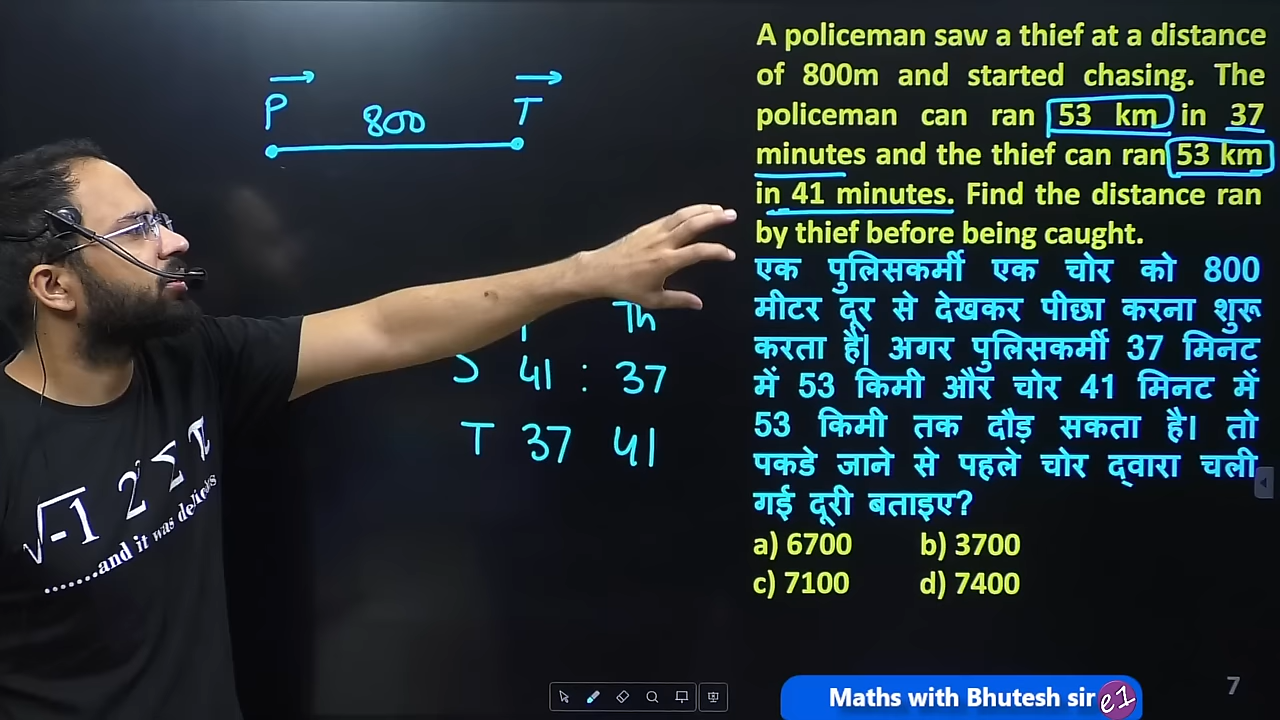 A policeman saw a thief at a distance
of 800m and started chasing. The
policeman can ran 53 km in 37
minutes and the thief can ran 53 km
in 41 minutes. Find the distance ran
by thief before being caught.
एक पुलिसकर्मी एक चोर को 800
मीटर दूर से देखकर पीछा करना शुरू
करता है| अगर पुलिसकर्मी 37 मिनट
में 53 किमी और चोर 41 मिनट में
53 किमी तक दौड़ सकता है। तो
पकडे जाने से पहले चोर द्वारा चली
गई दूरी बताइए?
a) 6700 b) 3700
c) 7100 d) 7400
P T
800
Th
S 41 : 37
T 37 41
√-1 2³ Σ π
.......and it was delicious
Maths with Bhutesh sir e1
7